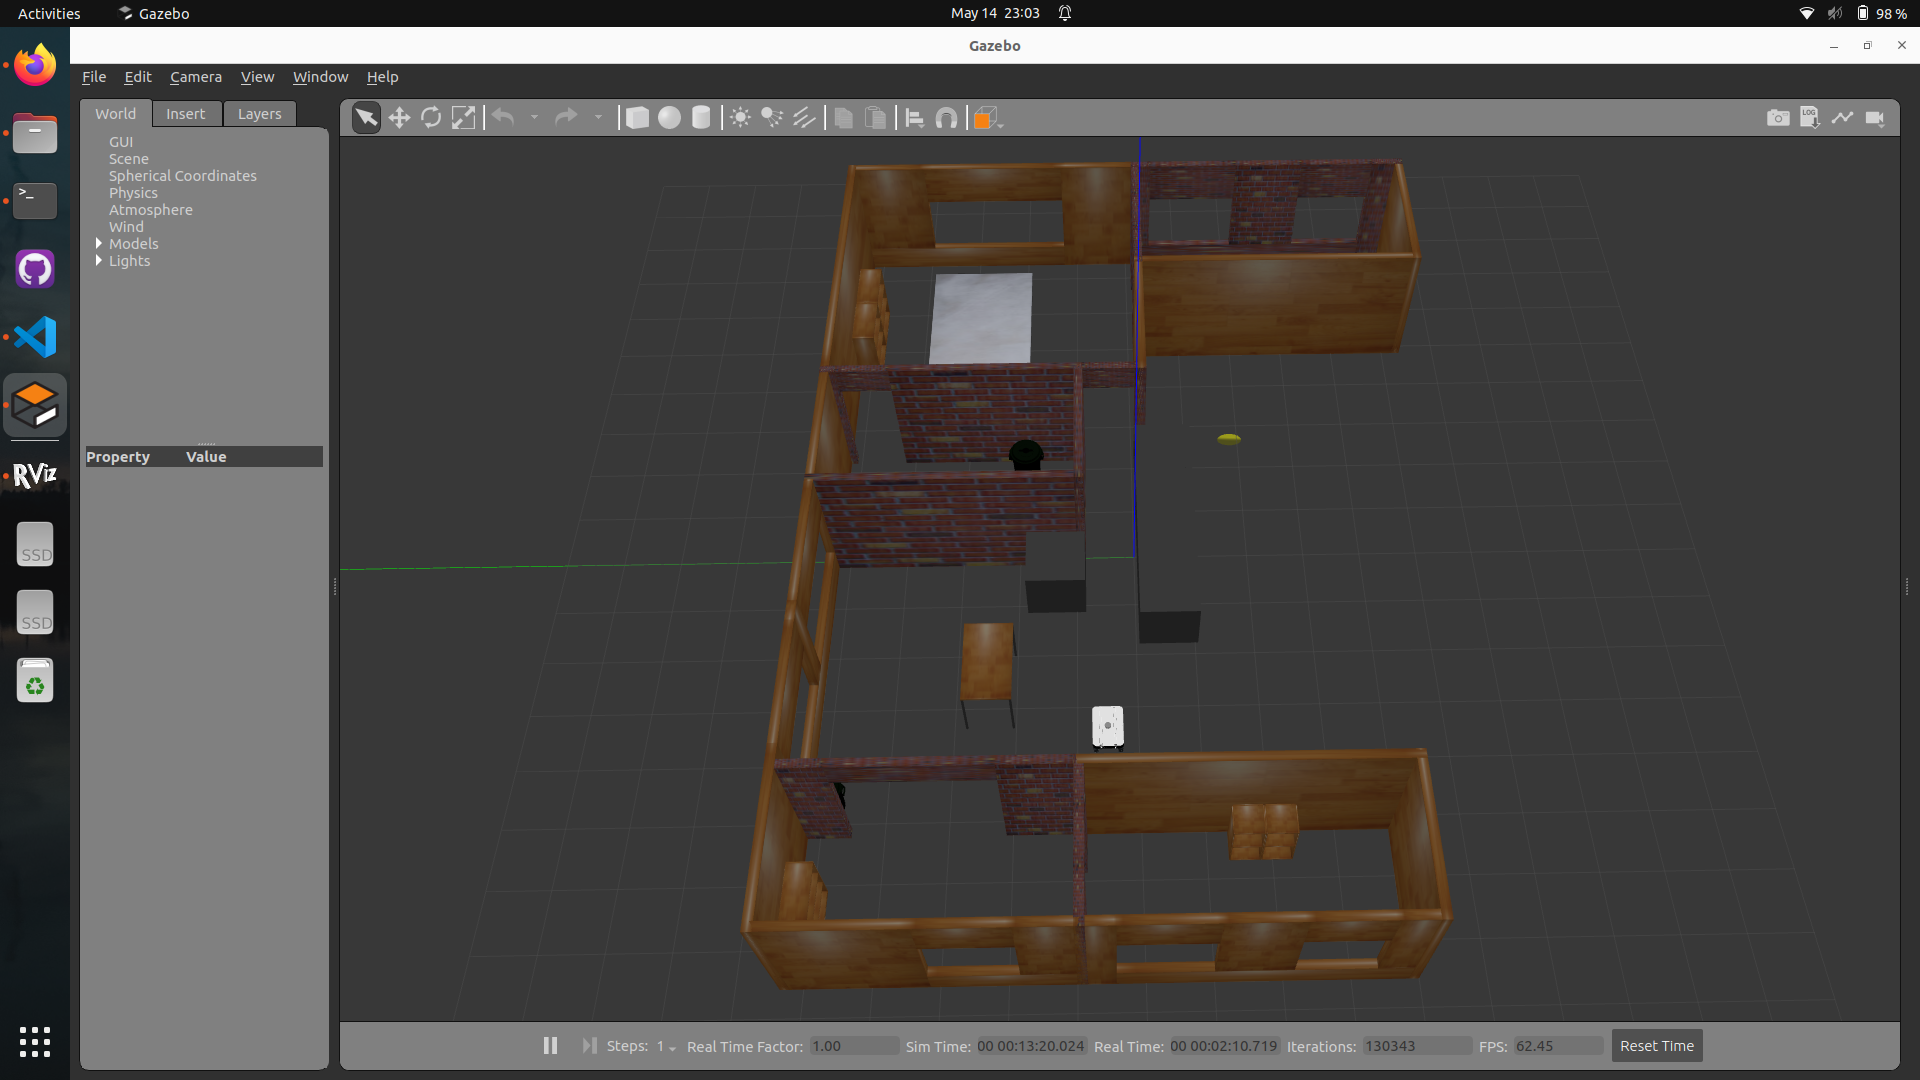 Activities Gazebo May 14 23:03 98 %
Gazebo
File Edit Camera View Window Help
World Insert Layers
LOG
GUI
Scene
Spherical Coordinates
Physics
Atmosphere
Wind
Models
Lights
Property Value
>_
RViz
SSD
SSD
Steps: 1 Real Time Factor: 1.00 Sim Time: 00 00:13:20.024 Real Time: 00 00:02:10.719 Iterations: 130343 FPS: 62.45 Reset Time